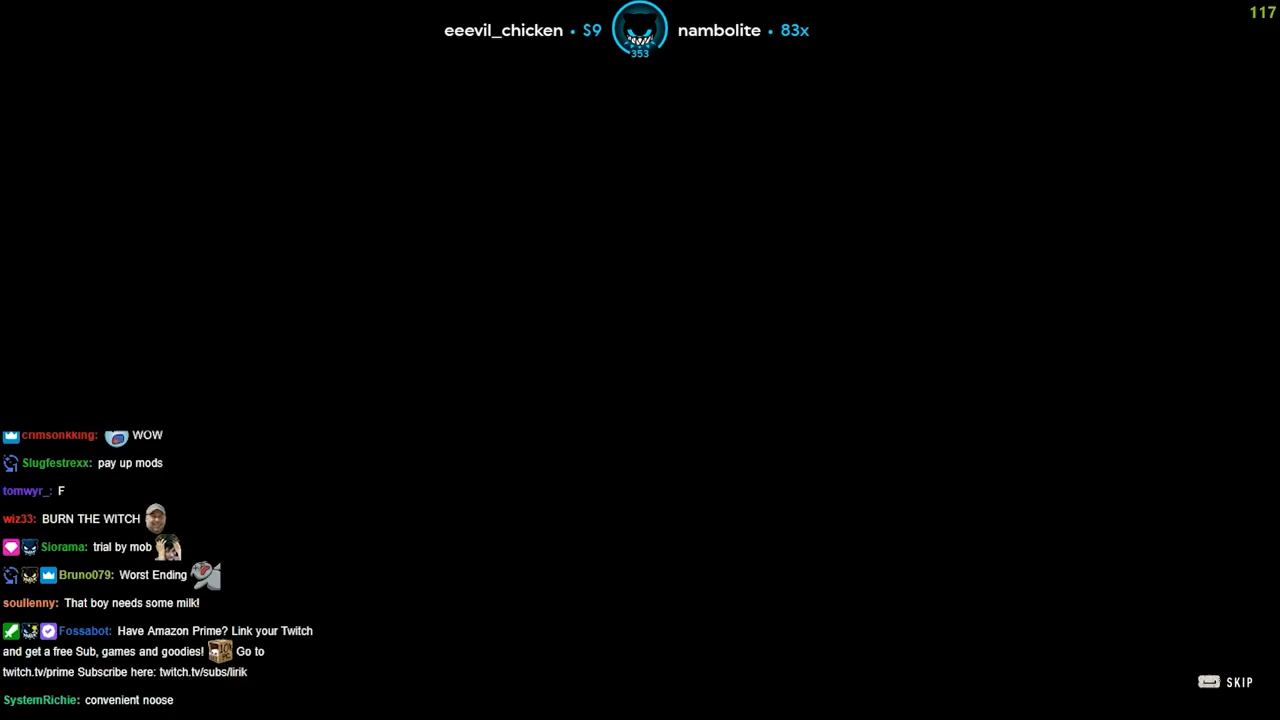 117
eeevil_chicken • $9
353
nambolite • 83x
crimsonkking: WOW
Slugfestrexx: pay up mods
tomwyr_: F
wiz33: BURN THE WITCH
Siorama: trial by mob
Bruno079: Worst Ending
soullenny: That boy needs some milk!
Fossabot: Have Amazon Prime? Link your Twitch
and get a free Sub, games and goodies! Go to
twitch.tv/prime Subscribe here: twitch.tv/subs/lirik
SKIP
SystemRichie: convenient noose